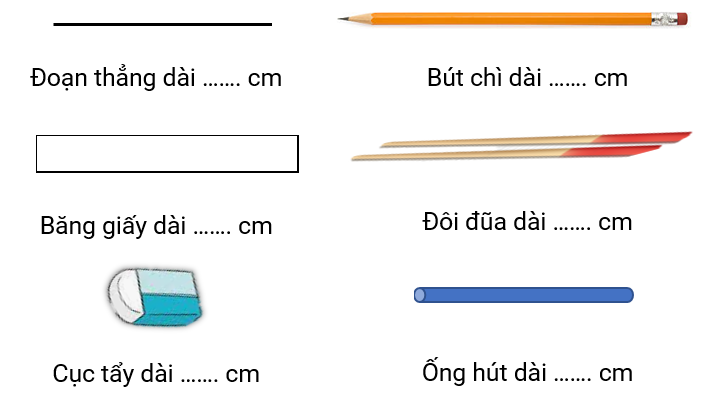 Đoạn thẳng dài ……. cm
Bút chì dài ……. cm
Băng giấy dài ……. cm
Đôi đũa dài ……. cm
Cục tẩy dài ……. cm
Ống hút dài ……. cm